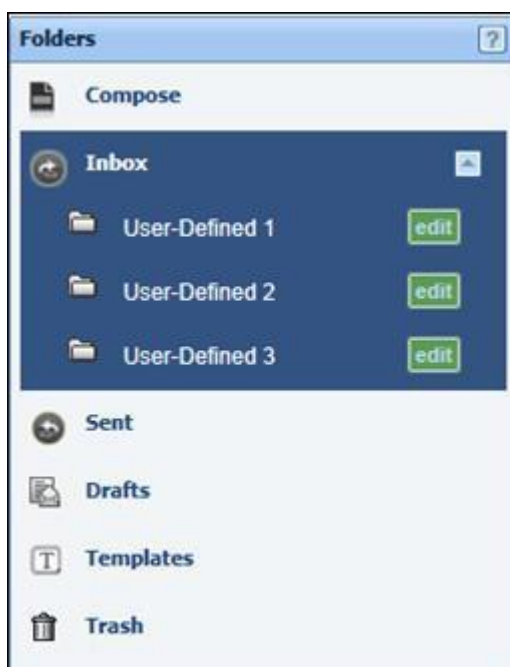 Folders ?
Compose
Inbox
User-Defined 1 edit
User-Defined 2 edit
User-Defined 3 edit
Sent
Drafts
T Templates
Trash